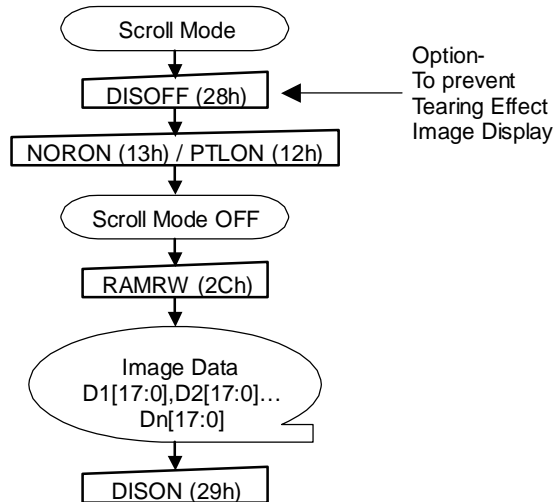 Scroll Mode
Option-
To prevent
Tearing Effect
Image Display
DISOFF (28h)
NORON (13h) / PTLON (12h)
Scroll Mode OFF
RAMRW (2Ch)
Image Data
D1[17:0],D2[17:0]…
Dn[17:0]
DISON (29h)